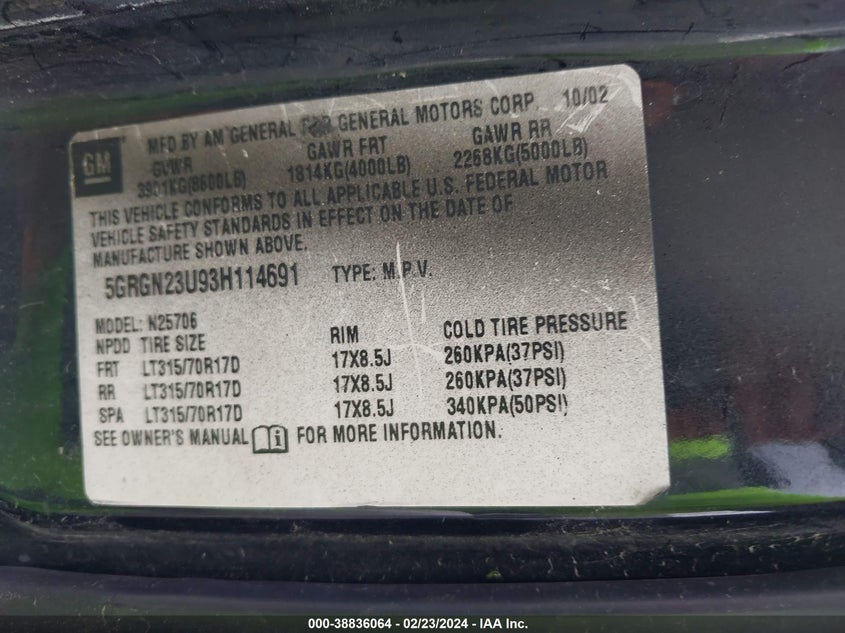 GM
MFD BY AM GENERAL FOR GENERAL MOTORS CORP. 10/02
GVWR GAWR FRT GAWR RR
3901KG(8600LB) 1814KG(4000LB) 2268KG(5000LB)
THIS VEHICLE CONFORMS TO ALL APPLICABLE U.S. FEDERAL MOTOR
VEHICLE SAFETY STANDARDS IN EFFECT ON THE DATE OF
MANUFACTURE SHOWN ABOVE.
5GRGN23U93H114691 TYPE: M.P.V.
MODEL: N25706
NPDD TIRE SIZE RIM COLD TIRE PRESSURE
FRT LT315/70R17D 17X8.5J 260KPA(37PSI)
RR LT315/70R17D 17X8.5J 260KPA(37PSI)
SPA LT315/70R17D 17X8.5J 340KPA(50PSI)
SEE OWNER'S MANUAL FOR MORE INFORMATION.
000-38836064 - 02/23/2024 - IAA Inc.